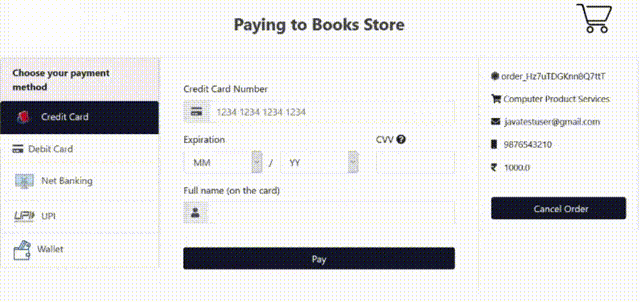 Paying to Books Store
Choose your payment
method
Credit Card
Debit Card
Net Banking
UPI
UPI
Wallet
Credit Card Number
1234 1234 1234 1234
Expiration
CVV
MM / YY
Full name (on the card)
Pay
order_Hz7uTDGKnn8Q7ttT
Computer Product Services
javatestuser@gmail.com
9876543210
₹ 1000.0
Cancel Order